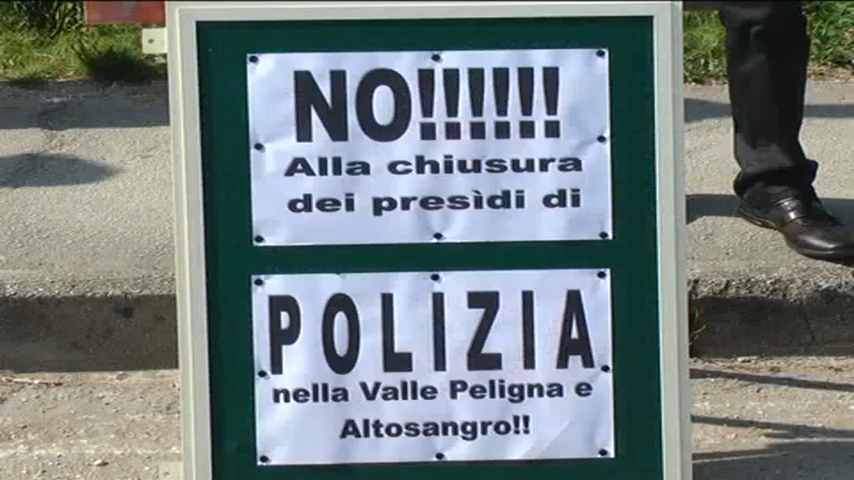 NO!!!!!!
Alla chiusura
dei presìdi di
POLIZIA
nella Valle Peligna e
Altosangro!!